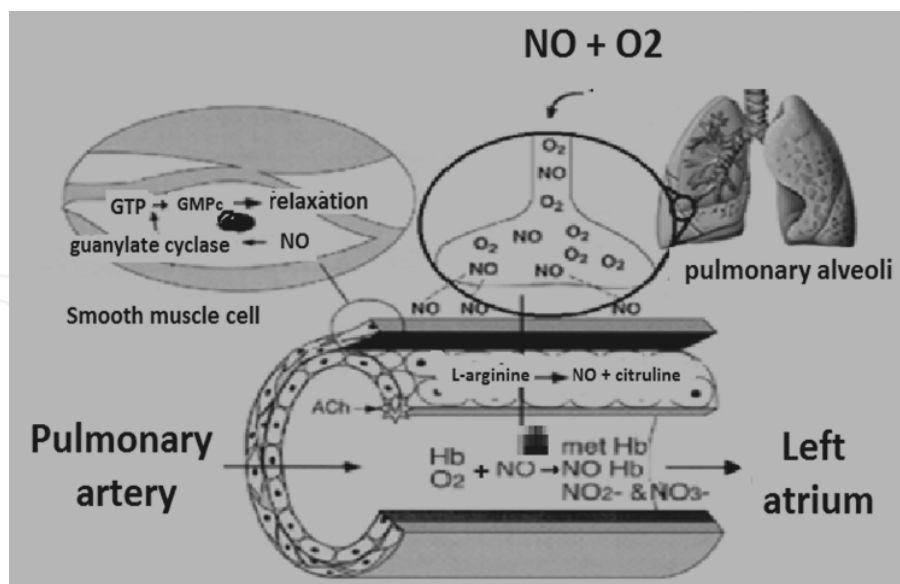 NO + O2
O2
NO
O2
O2
NO
O2
O2
O2
NO
NO
NO
NO
NO
GTP → GMPc → relaxation
guanylate cyclase ← NO
Smooth muscle cell
pulmonary alveoli
L-arginine → NO + citruline
ACh
M
Pulmonary
artery
Hb
O2
+ NO →
met Hb
NO Hb
NO2- & NO3-
Left
atrium